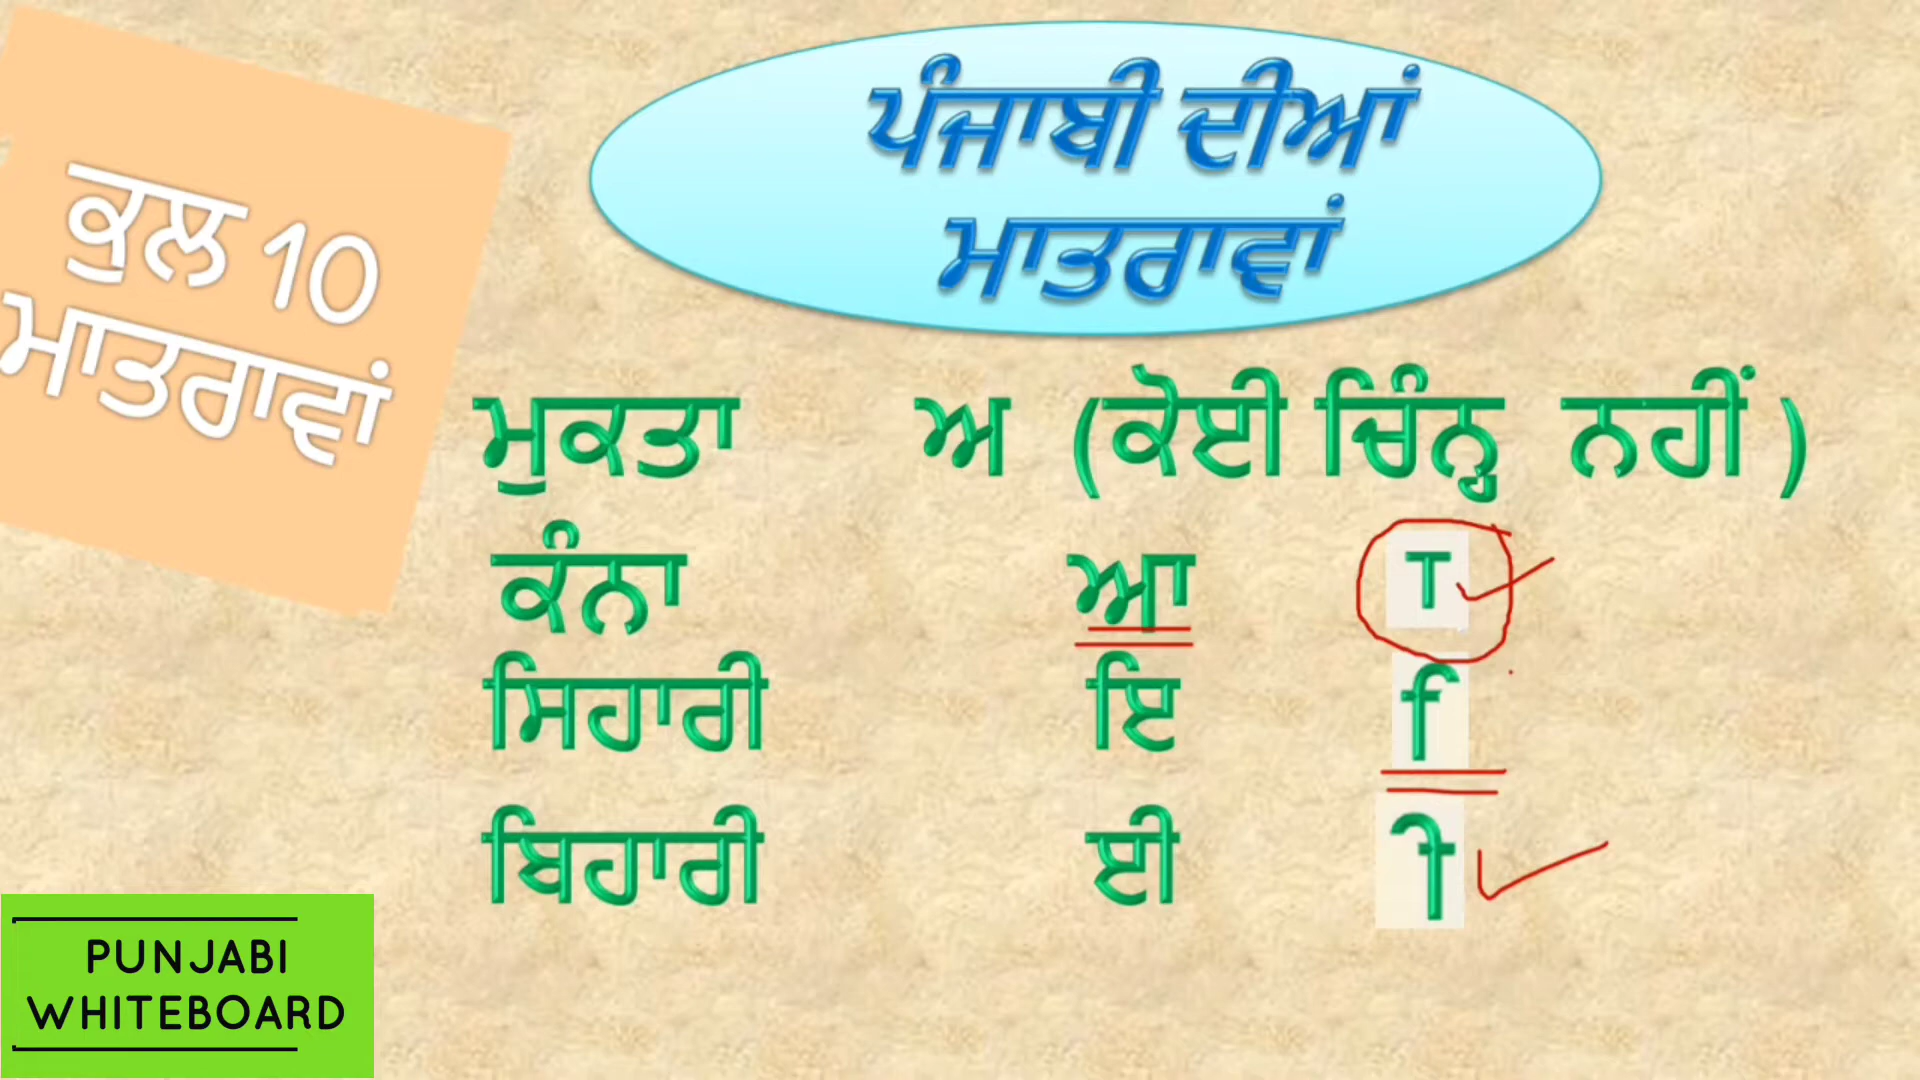 ਕੁਲ 10
ਮਾਤਰਾਵਾਂ
ਪੰਜਾਬੀ ਦੀਆਂ
ਮਾਤਰਾਵਾਂ
ਮੁਕਤਾ ਅ (ਕੋਈ ਚਿੰਨ੍ਹ ਨਹੀਂ )
ਕੰਨਾ ਆ ਾ
ਸਿਹਾਰੀ ਇ ਿ
ਬਿਹਾਰੀ ਈ ੀ
PUNJABI
WHITEBOARD